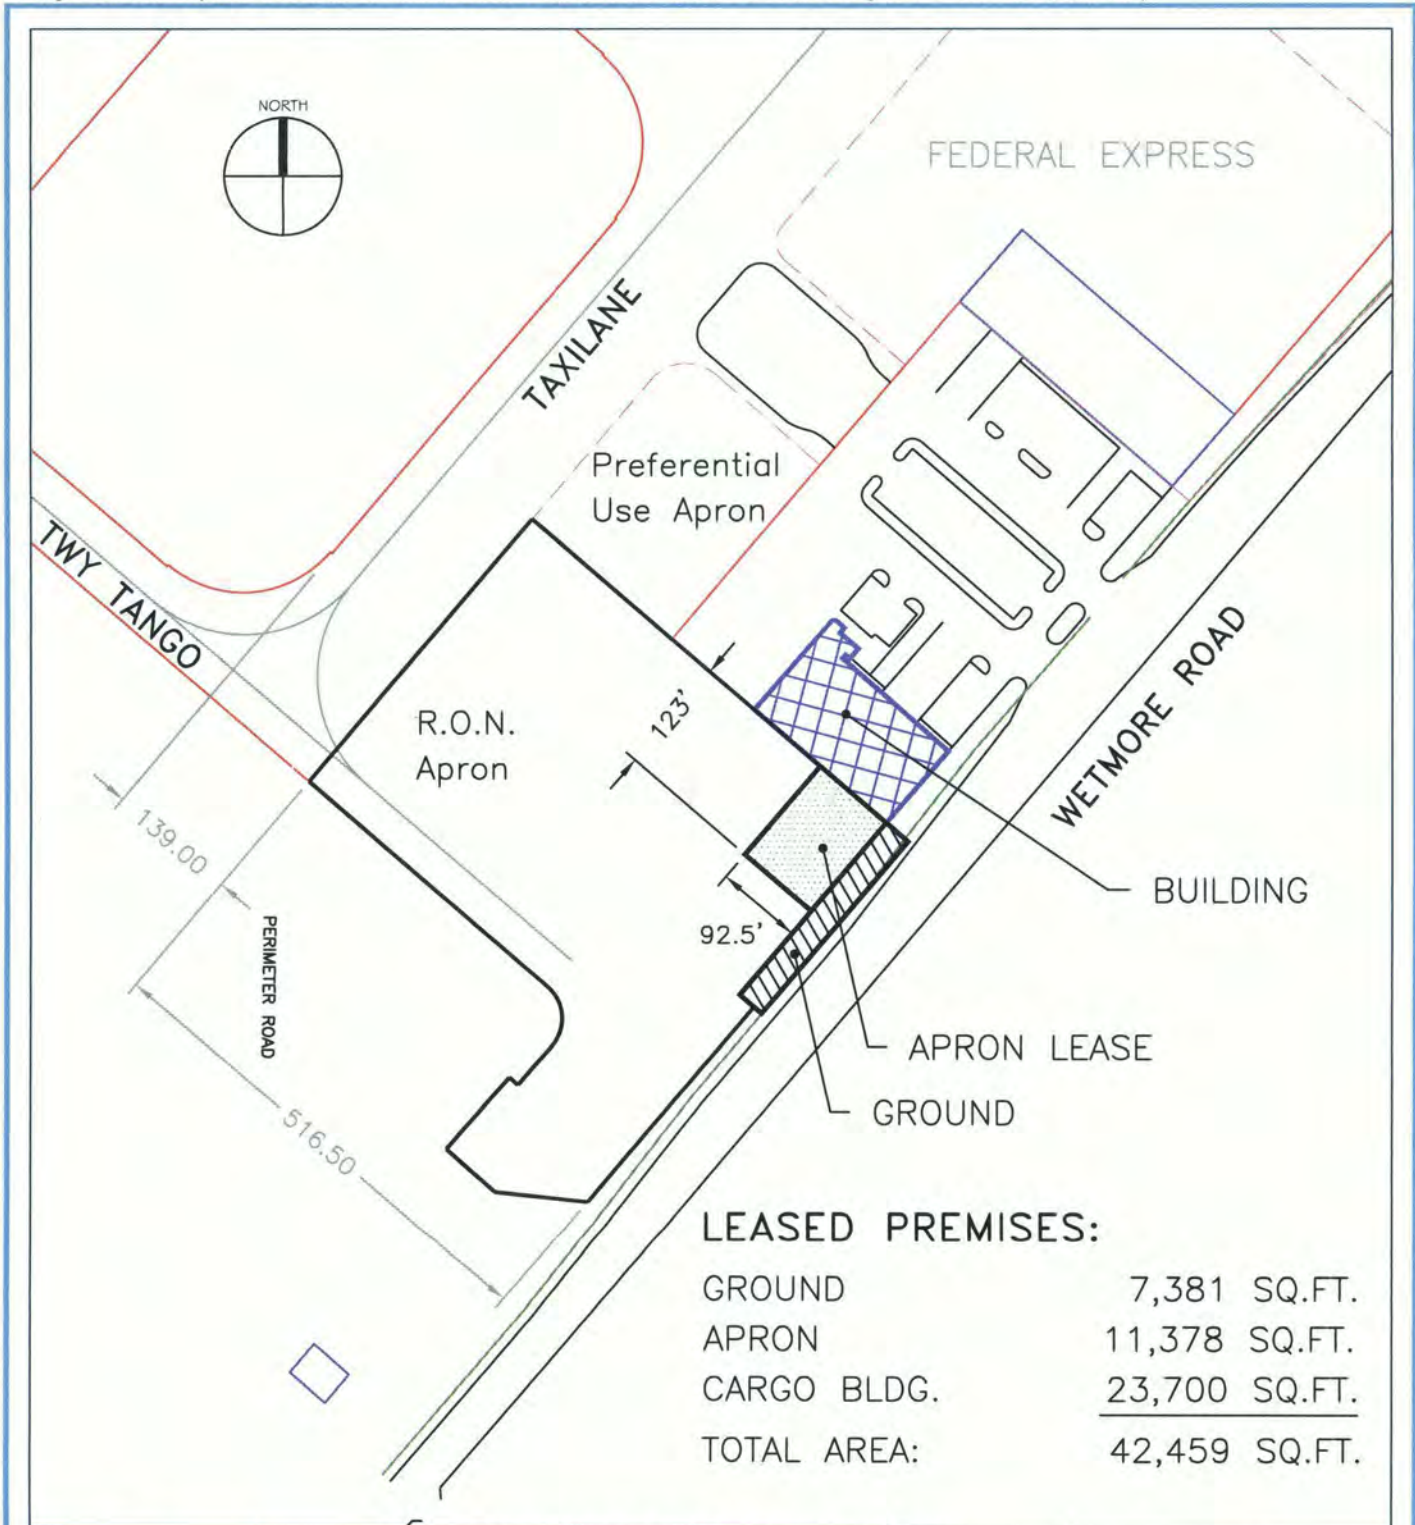 NORTH
FEDERAL EXPRESS
TAXILANE
Preferential
Use Apron
TWY TANGO
R.O.N.
Apron
123'
WETMORE ROAD
139.00
BUILDING
PERIMETER ROAD
92.5'
APRON LEASE
GROUND
516.50
LEASED PREMISES:
GROUND 7,381 SQ.FT.
APRON 11,378 SQ.FT.
CARGO BLDG. 23,700 SQ.FT.
TOTAL AREA: 42,459 SQ.FT.